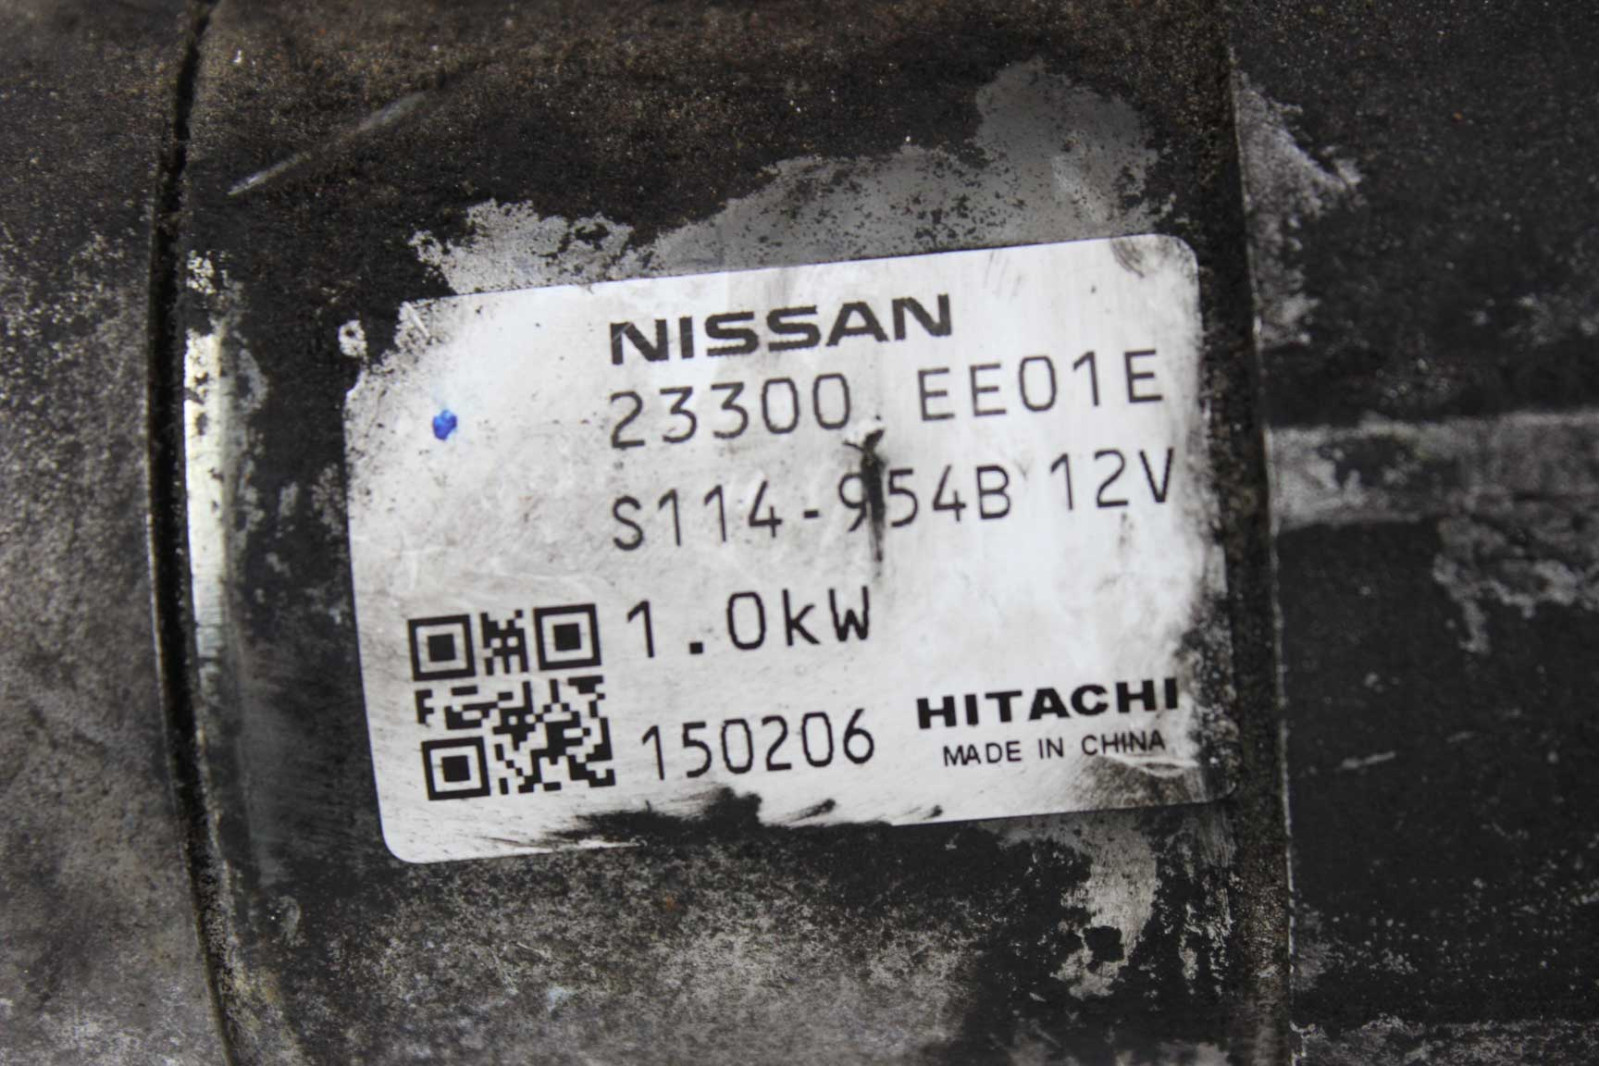 NISSAN
23300 EE01E
S114-954B 12V
1.0kW
150206 HITACHI
MADE IN CHINA